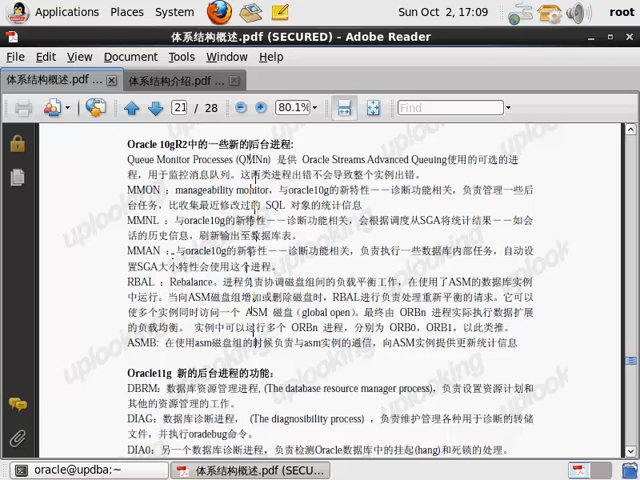 Applications Places System Sun Oct 2, 17:09 root
体系结构概述.pdf (SECURED) - Adobe Reader
File Edit View Document Tools Window Help
体系结构概述.pdf ... 体系结构介绍.pdf ...
21 / 28 80.1% Find
Oracle 10gR2中的一些新的后台进程:
Queue Monitor Processes (QMNn) 是供 Oracle Streams Advanced Queuing使用的可选的进
程，用于监控消息队列。这两类进程出错不会导致整个实例出错。
MMON ：manageability monitor，与oracle10g的新特性－－诊断功能相关，负责管理一些后
台任务，比收集最近修改过的 SQL 对象的统计信息
MMNL ：与oracle10g的新特性－－诊断功能相关，会根据调度从SGA将统计结果－－如会
话的历史信息，刷新输出至数据库表。
MMAN ：与oracle10g的新特性－－诊断功能相关，负责执行一些数据库内部任务，自动设
置SGA大小特性会使用这个进程。
RBAL ：Rebalance。进程负责协调磁盘组间的负载平衡工作，在使用了ASM的数据库实例
中运行。当向ASM磁盘组增加或删除磁盘时，RBAL进行负责处理重新平衡的请求。它可以
使多个实例同时访问一个 ASM 磁盘（global open)。最终由 ORBn 进程实际执行数据扩展
的负载均衡。 实例中可以运行多个 ORBn 进程，分别为 ORB0，ORB1，以此类推。
ASMB: 在使用asm磁盘组的时候负责与asm实例的通信，向ASM实例提供更新统计信息
Oracle11g 新的后台进程的功能:
DBRM：数据库资源管理进程, (The database resource manager process)，负责设置资源计划和
其他的资源管理的工作。
DIAG：数据库诊断进程， (The diagnosibility process) ，负责维护管理各种用于诊断的转储
文件，并执行oradebug命令。
DIA0：另一个数据库诊断进程，负责检测Oracle数据库中的挂起(hang)和死锁的处理。
oracle@updba:~ 体系结构概述.pdf (SECU...
uplooking